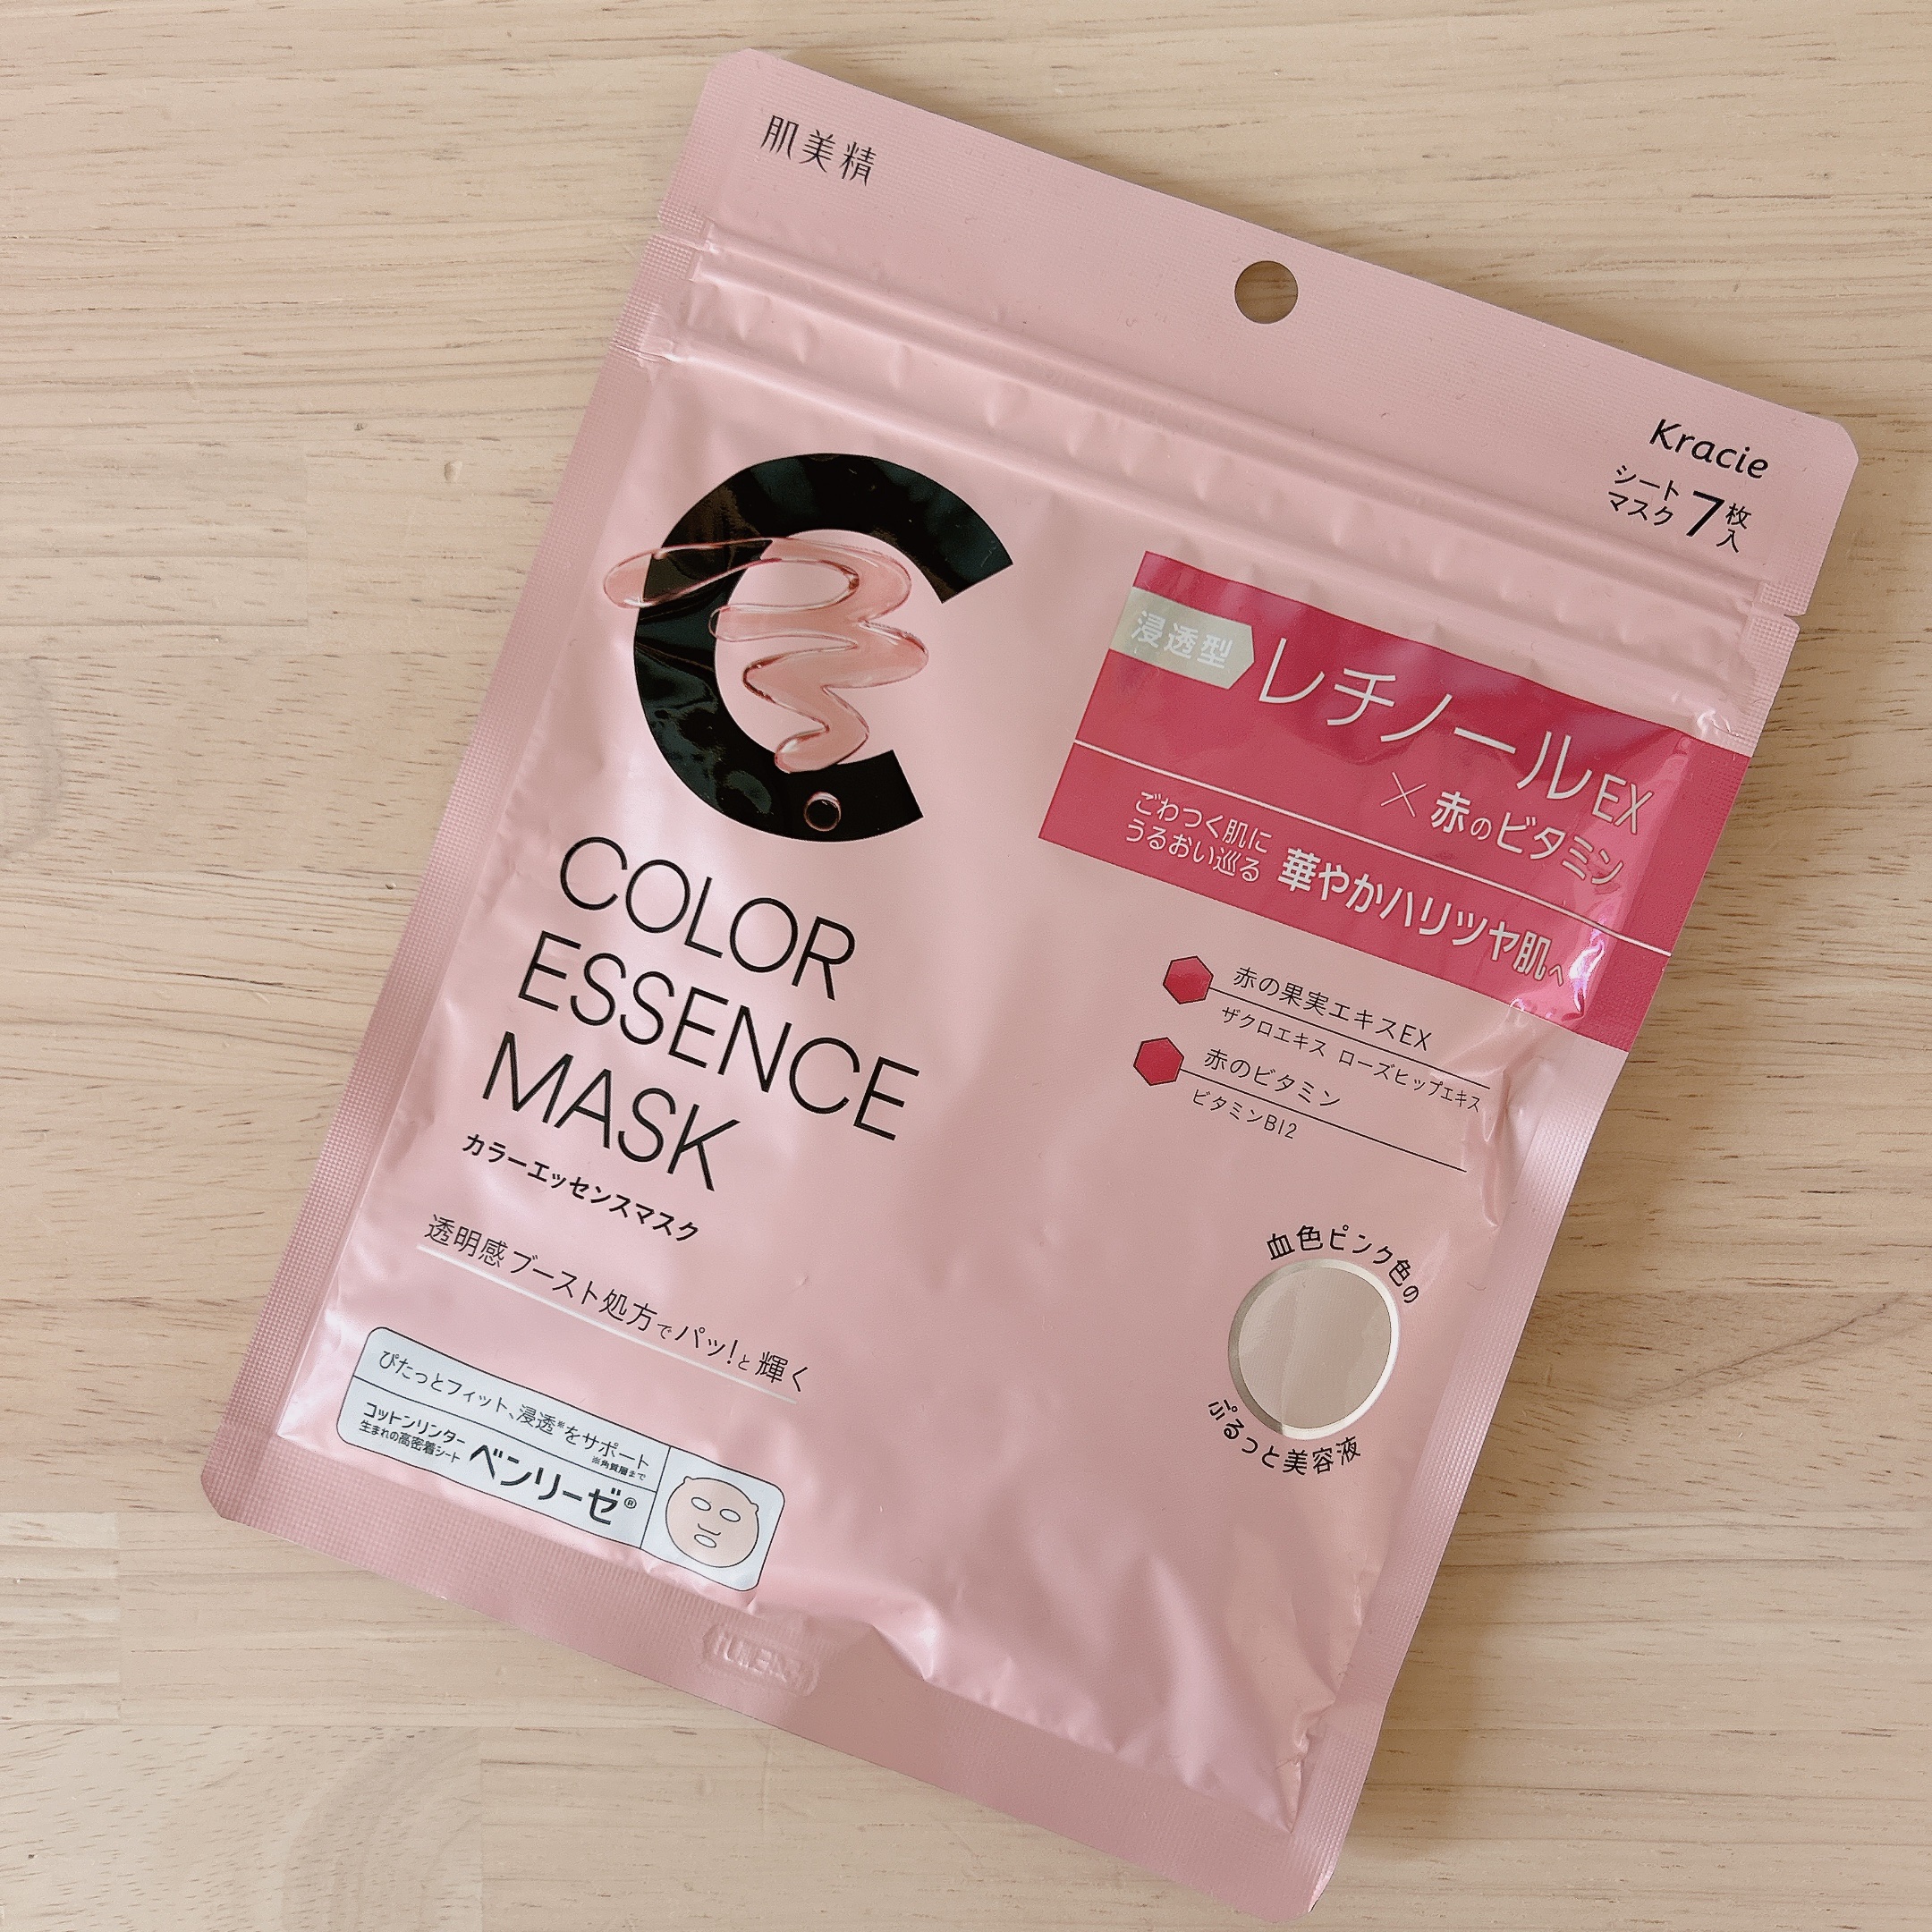 肌美精
Kracie
シート
マスク 7枚入
浸透型 レチノールEX
×赤のビタミン
ごわつく肌に
うるおい巡る 華やかハリツヤ肌へ
COLOR
ESSENCE
MASK
カラーエッセンスマスク
透明感ブースト処方でパッ!と輝く
赤の果実エキスEX
ザクロエキス ローズヒップエキス
赤のビタミン
ビタミンB12
血色ピンク色の
ぷるっと美容液
ぴたっとフィット、浸透※をサポート
※角質層まで
コットンリンター
生まれの高密着シート ベンリーゼ®